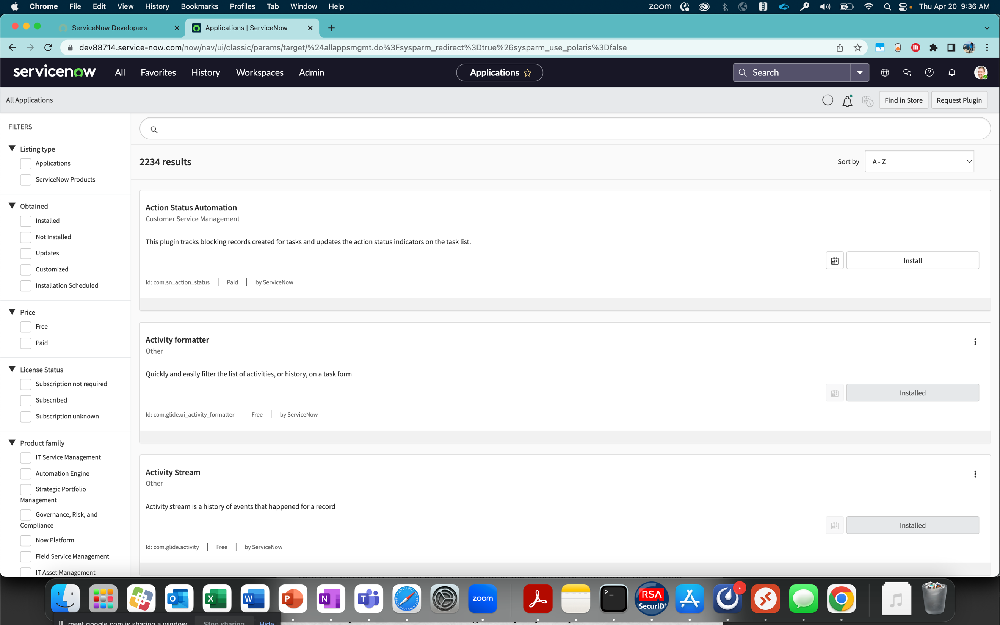 Chrome File Edit View History Bookmarks Profiles Tab Window Help zoom Thu Apr 20 9:36 AM
ServiceNow Developers Applications | ServiceNow
dev88714.service-now.com/now/nav/ui/classic/params/target/%24allappsmgmt.do%3Fsysparm_redirect%3Dtrue%26sysparm_use_polaris%3Dfalse
servicenow All Favorites History Workspaces Admin Applications Search
All Applications Find in Store Request Plugin
FILTERS
Listing type
Applications
ServiceNow Products
Obtained
Installed
Not Installed
Updates
Customized
Installation Scheduled
Price
Free
Paid
License Status
Subscription not required
Subscribed
Subscription unknown
Product family
IT Service Management
Automation Engine
Strategic Portfolio
Management
Governance, Risk, and
Compliance
Now Platform
Field Service Management
IT Asset Management
2234 results Sort by A - Z
Action Status Automation
Customer Service Management
This plugin tracks blocking records created for tasks and updates the action status indicators on the task list.
Install
Id: com.sn_action_status | Paid | by ServiceNow
Activity formatter
Other
Quickly and easily filter the list of activities, or history, on a task form
Installed
Id: com.glide.ui_activity_formatter | Free | by ServiceNow
Activity Stream
Other
Activity stream is a history of events that happened for a record
Installed
Id: com.glide.activity | Free | by ServiceNow
O X W P N T zoom >_ RSA
SecurID
meet.google.com is sharing a window. Stop sharing Hide